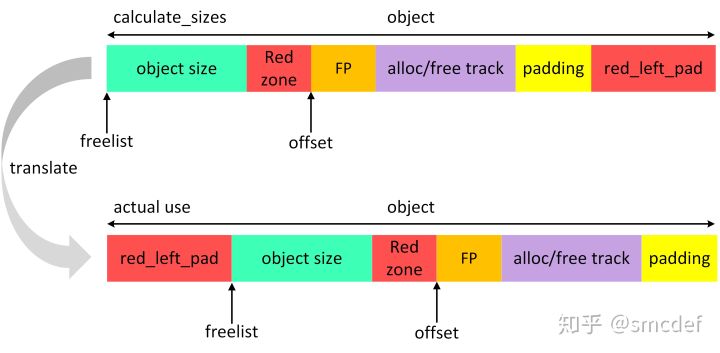 calculate_sizes object
object size Red zone FP alloc/free track padding red_left_pad
freelist offset
translate
actual use object
red_left_pad object size Red zone FP alloc/free track padding
freelist offset
知乎 @smcdef